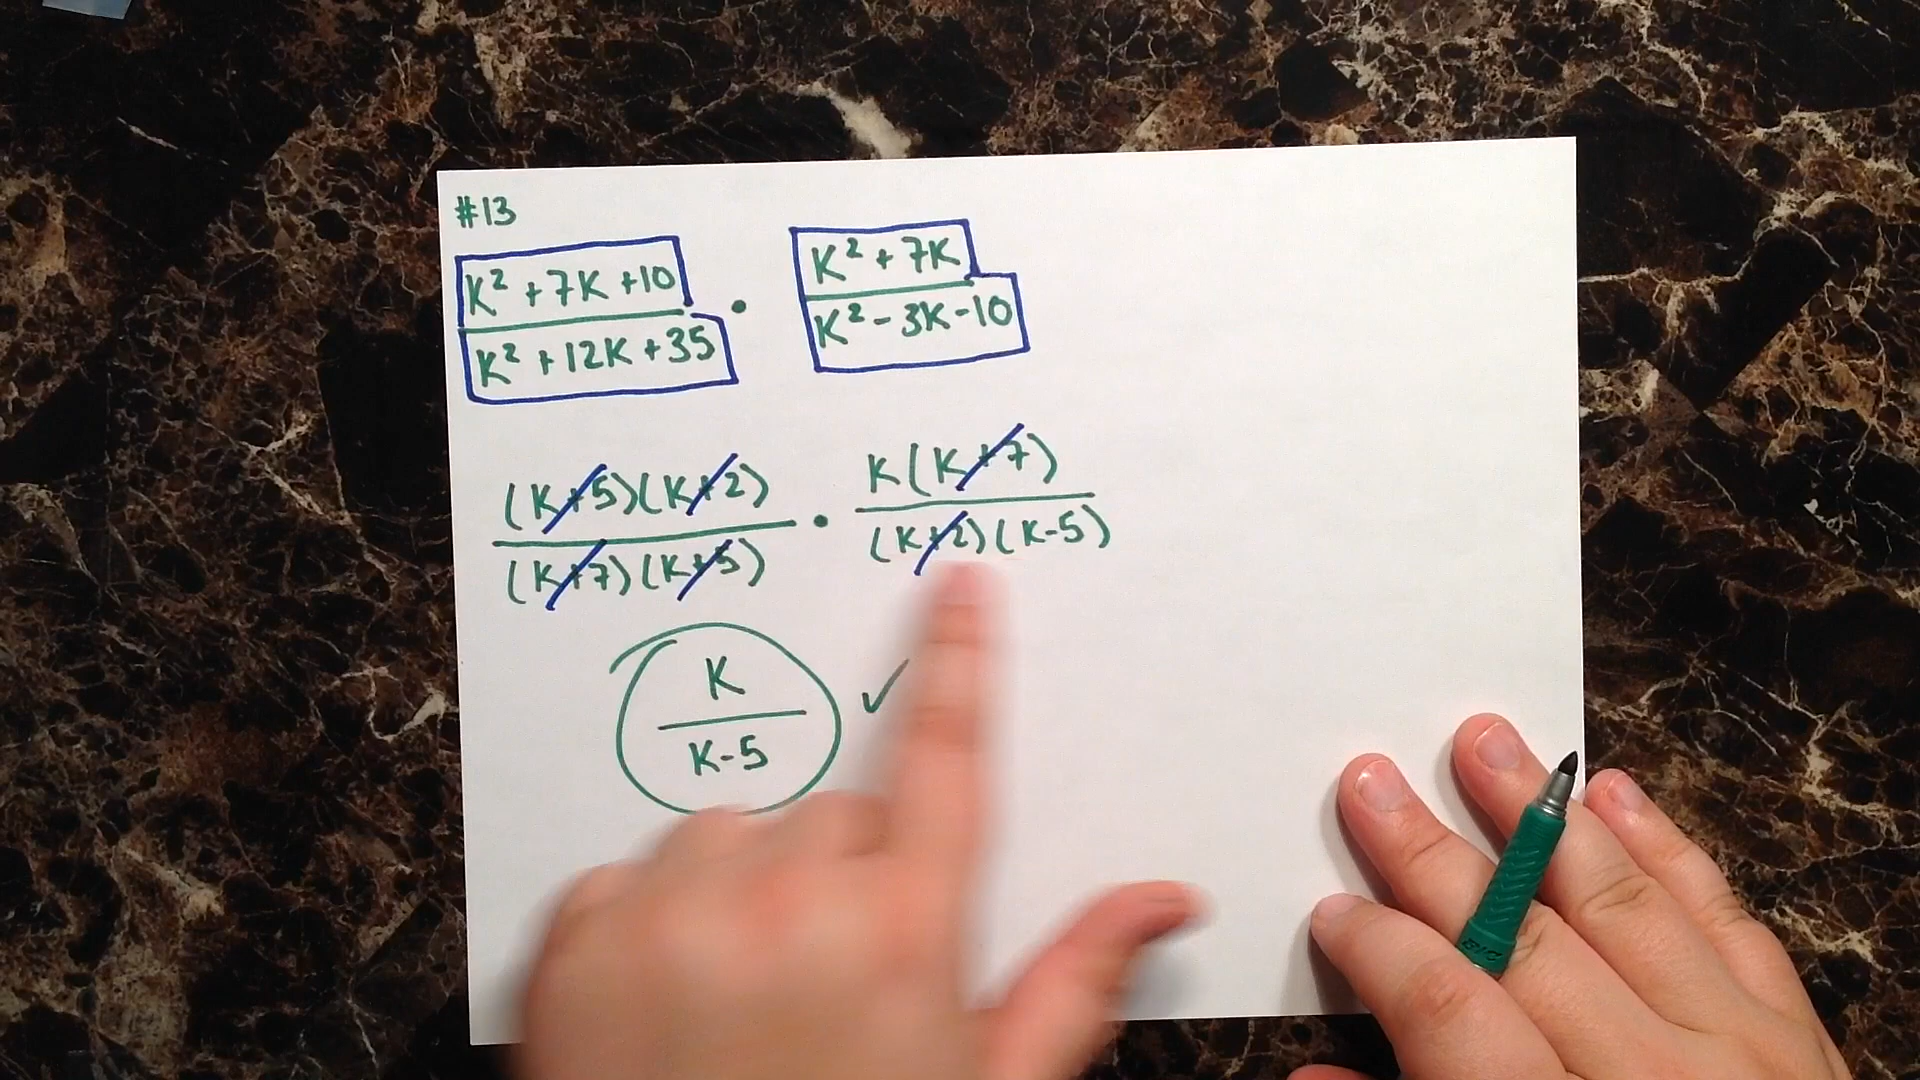 #13
K² + 7K + 10 K² + 7K
• 
K² + 12K + 35 K² - 3K - 10
(K+5)(K+2) K(K+7)
•
(K+7)(K+5) (K+2)(K-5)
K
✓
K-5
BIC